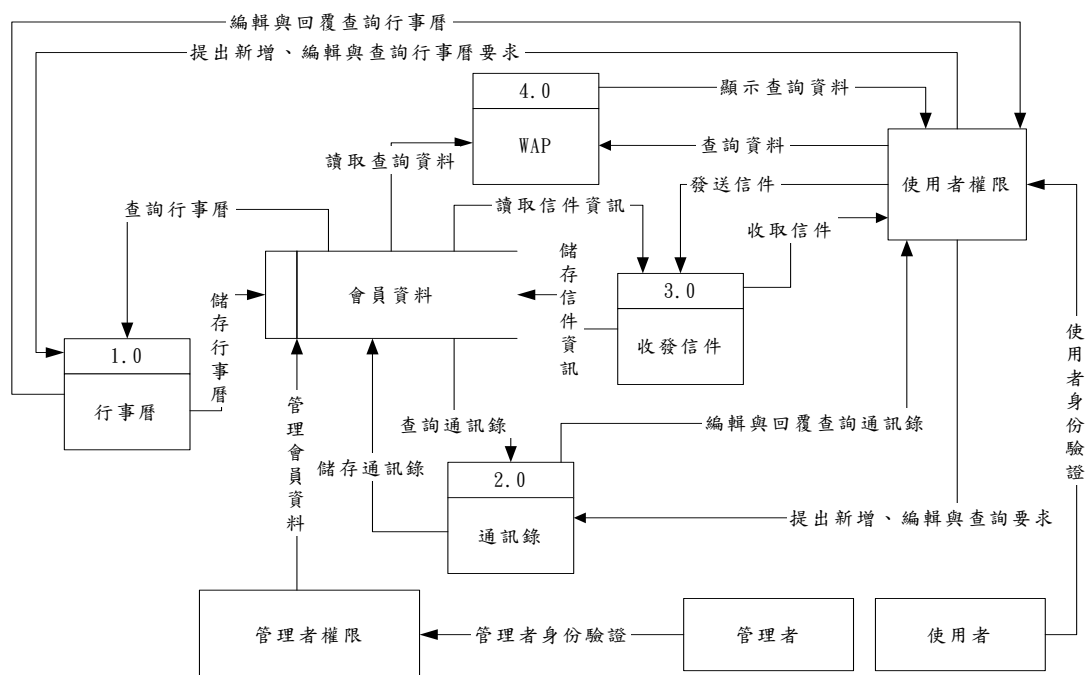 編輯與回覆查詢行事曆
提出新增、編輯與查詢行事曆要求
4.0
WAP
顯示查詢資料
查詢資料
讀取查詢資料
使用者權限
發送信件
查詢行事曆
讀取信件資訊
收取信件
會員資料
儲存信件資訊
3.0
收發信件
儲存行事曆
1.0
行事曆
使用者身份驗證
管理會員資料
查詢通訊錄
編輯與回覆查詢通訊錄
儲存通訊錄
2.0
通訊錄
提出新增、編輯與查詢要求
管理者權限
管理者身份驗證
管理者
使用者